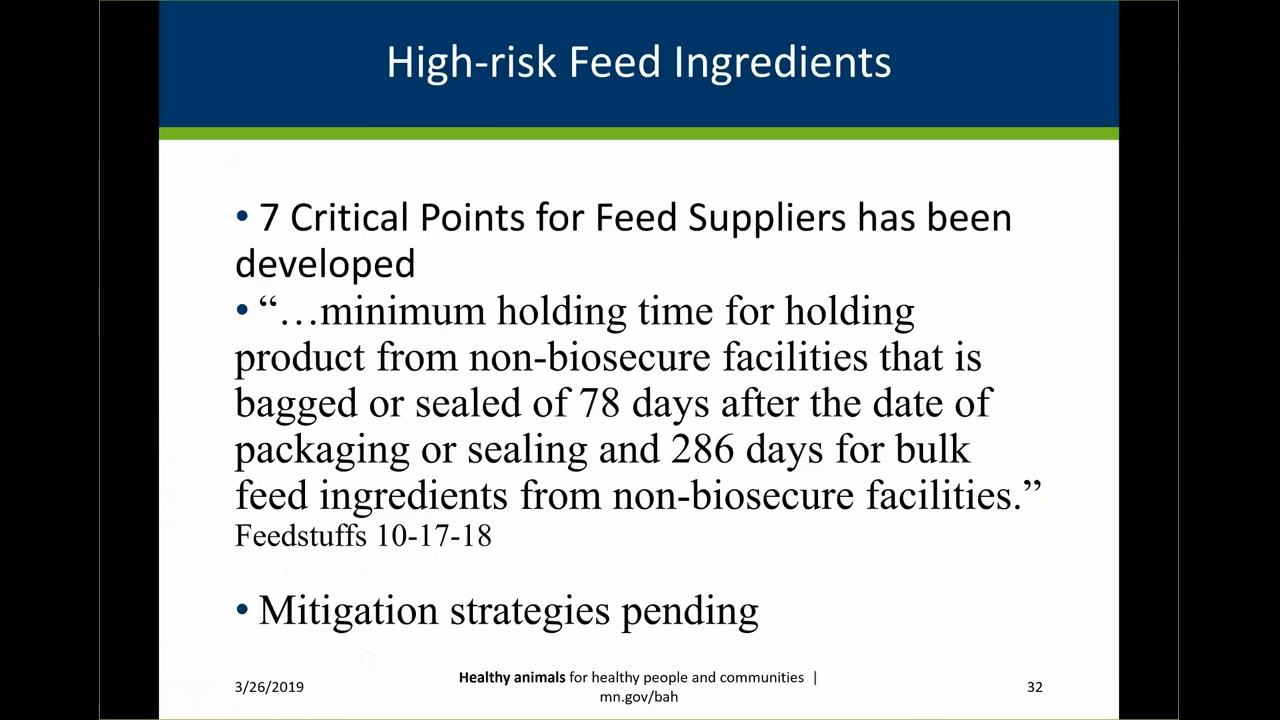 High-risk Feed Ingredients
• 7 Critical Points for Feed Suppliers has been
developed
• “…minimum holding time for holding
product from non-biosecure facilities that is
bagged or sealed of 78 days after the date of
packaging or sealing and 286 days for bulk
feed ingredients from non-biosecure facilities.”
Feedstuffs 10-17-18
• Mitigation strategies pending
3/26/2019
Healthy animals for healthy people and communities |
mn.gov/bah
32